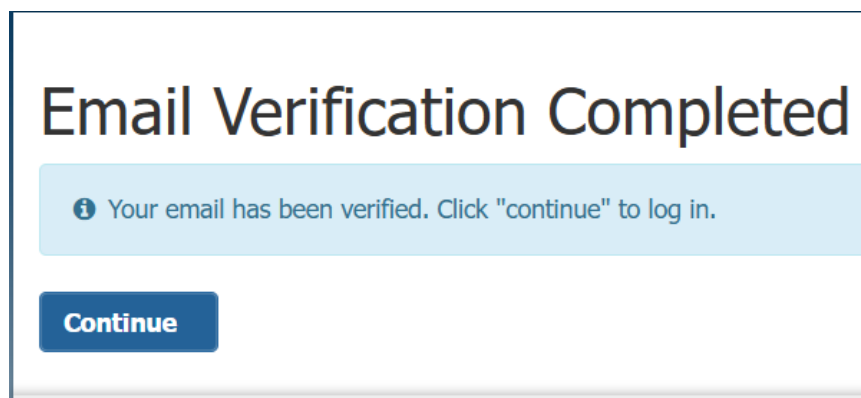 Email Verification Completed
Your email has been verified. Click "continue" to log in.
Continue